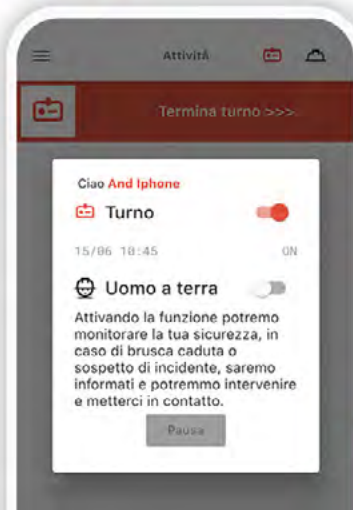 Attività
Termina turno >>>
Ciao And Iphone
Turno
15/06 10:45 ON
Uomo a terra
Attivando la funzione potremo
monitorare la tua sicurezza, in
caso di brusca caduta o
sospetto di incidente, saremo
informati e potremmo intervenire
e metterci in contatto.
Pausa